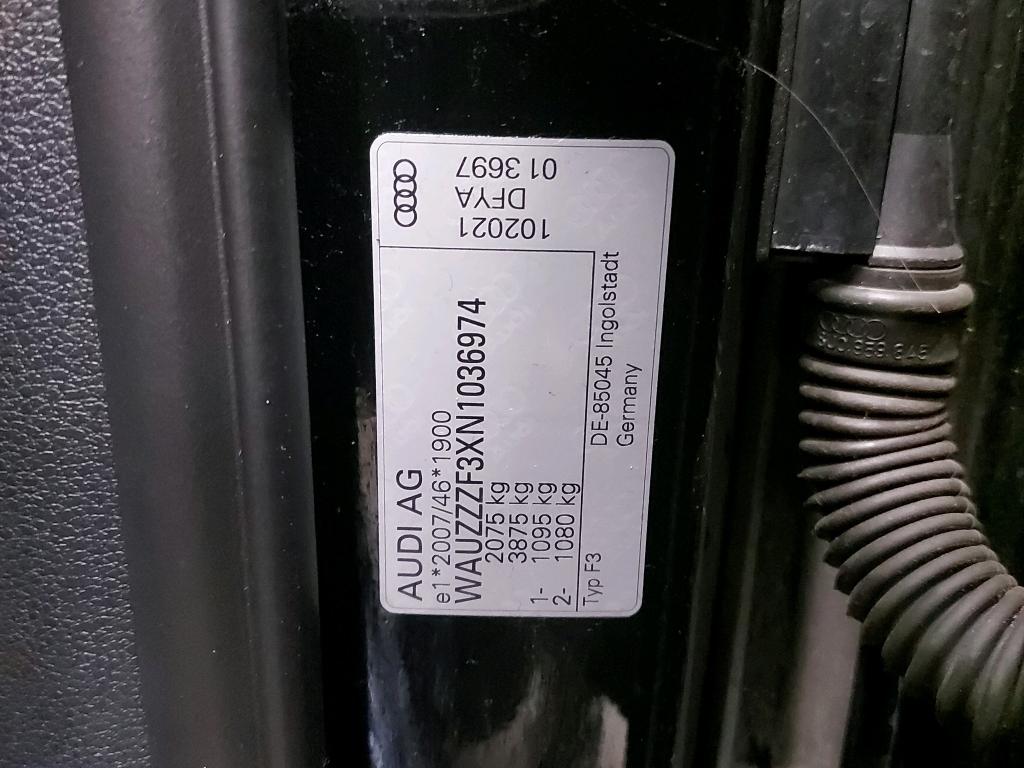 AUDI AG
e1*2007/46*1900
WAUZZZF3XN1036974
2075 kg
3875 kg
1- 1095 kg
2- 1080 kg
Typ F3
DE-85045 Ingolstadt
Germany
102021
DFYA
01 3697